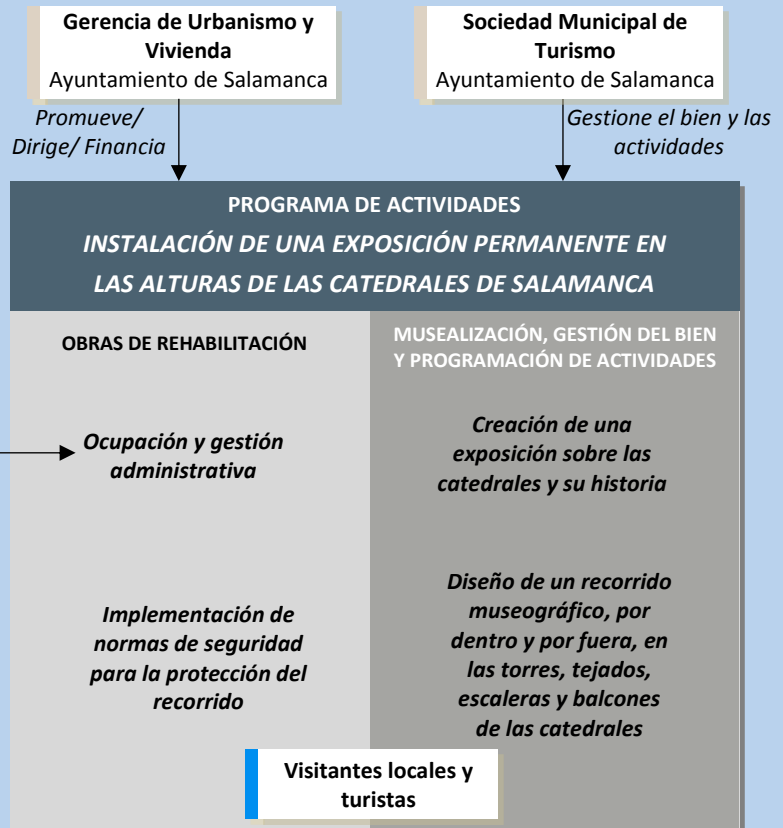 Gerencia de Urbanismo y
Vivienda
Ayuntamiento de Salamanca
Sociedad Municipal de
Turismo
Ayuntamiento de Salamanca
Promueve/
Dirige/ Financia
Gestione el bien y las
actividades
PROGRAMA DE ACTIVIDADES
INSTALACIÓN DE UNA EXPOSICIÓN PERMANENTE EN
LAS ALTURAS DE LAS CATEDRALES DE SALAMANCA
OBRAS DE REHABILITACIÓN
Ocupación y gestión
administrativa
Implementación de
normas de seguridad
para la protección del
recorrido
MUSEALIZACIÓN, GESTIÓN DEL BIEN
Y PROGRAMACIÓN DE ACTIVIDADES
Creación de una
exposición sobre las
catedrales y su historia
Diseño de un recorrido
museográfico, por
dentro y por fuera, en
las torres, tejados,
escaleras y balcones
de las catedrales
Visitantes locales y
turistas